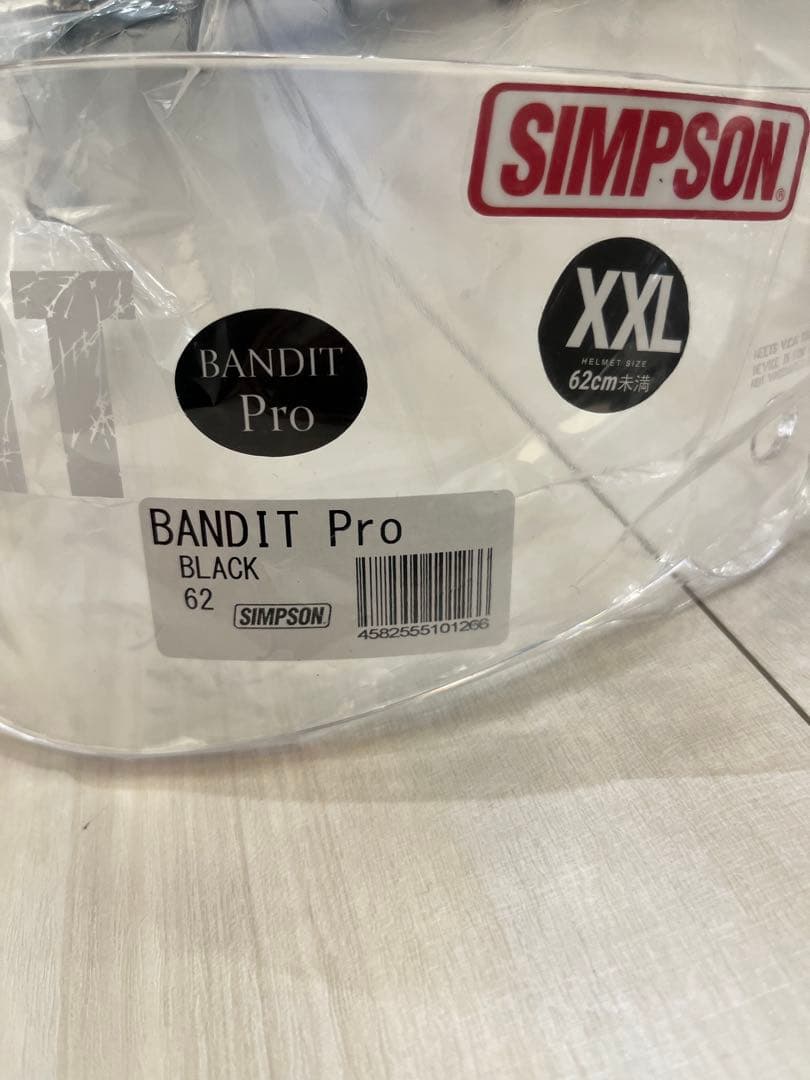 SIMPSON®
XXL
HELMET SIZE
62cm未満
BANDIT
Pro
BANDIT Pro
BLACK
62
SIMPSON
4582555101266